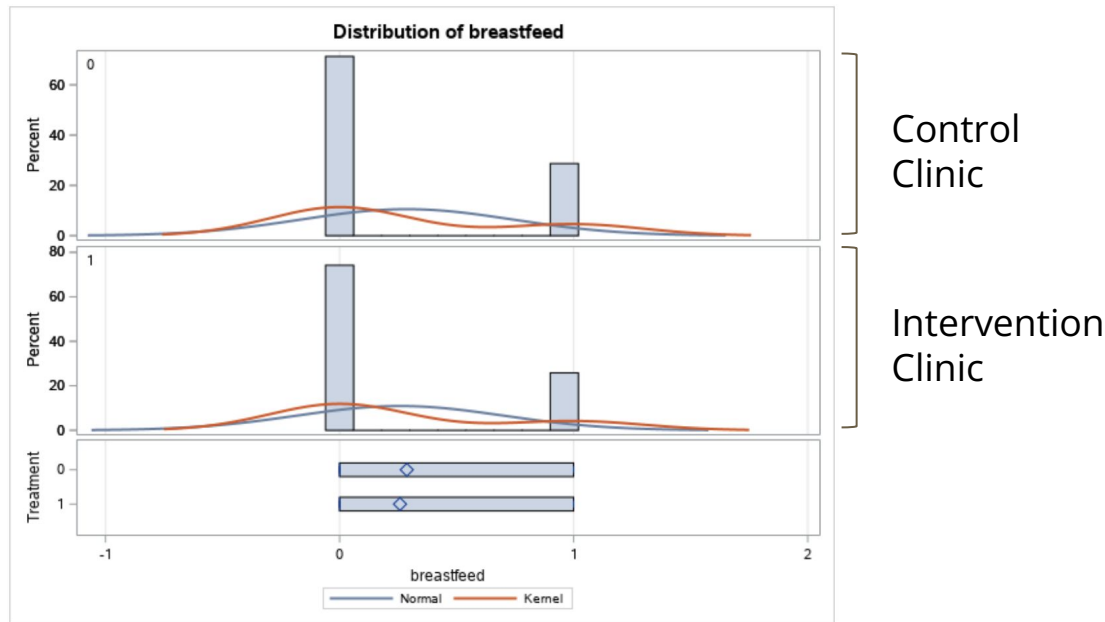 Distribution of breastfeed
0
60
40
20
0
Percent
Control
Clinic
1
80
60
40
20
0
Percent
Intervention
Clinic
Treatment
0
1
-1 0 1 2
breastfeed
Normal Kernel